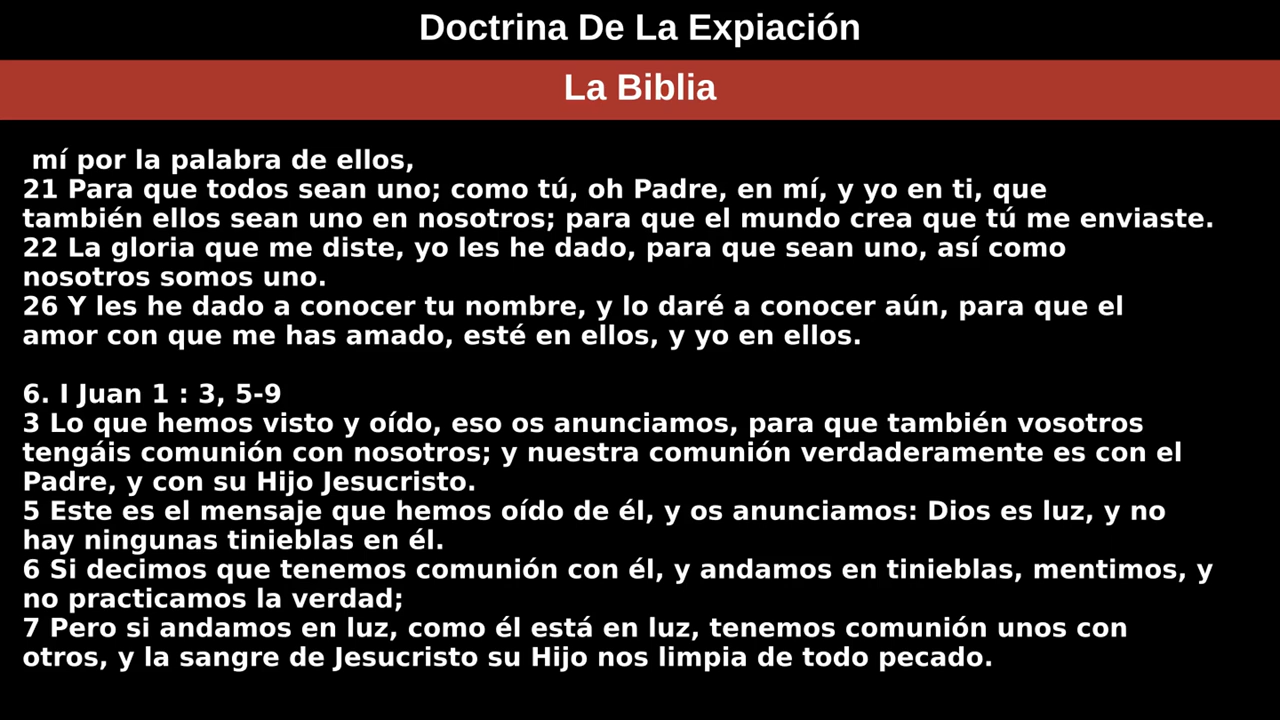 Doctrina De La Expiación
La Biblia
mí por la palabra de ellos,
21 Para que todos sean uno; como tú, oh Padre, en mí, y yo en ti, que
también ellos sean uno en nosotros; para que el mundo crea que tú me enviaste.
22 La gloria que me diste, yo les he dado, para que sean uno, así como
nosotros somos uno.
26 Y les he dado a conocer tu nombre, y lo daré a conocer aún, para que el
amor con que me has amado, esté en ellos, y yo en ellos.
6. I Juan 1 : 3, 5-9
3 Lo que hemos visto y oído, eso os anunciamos, para que también vosotros
tengáis comunión con nosotros; y nuestra comunión verdaderamente es con el
Padre, y con su Hijo Jesucristo.
5 Este es el mensaje que hemos oído de él, y os anunciamos: Dios es luz, y no
hay ningunas tinieblas en él.
6 Si decimos que tenemos comunión con él, y andamos en tinieblas, mentimos, y
no practicamos la verdad;
7 Pero si andamos en luz, como él está en luz, tenemos comunión unos con
otros, y la sangre de Jesucristo su Hijo nos limpia de todo pecado.